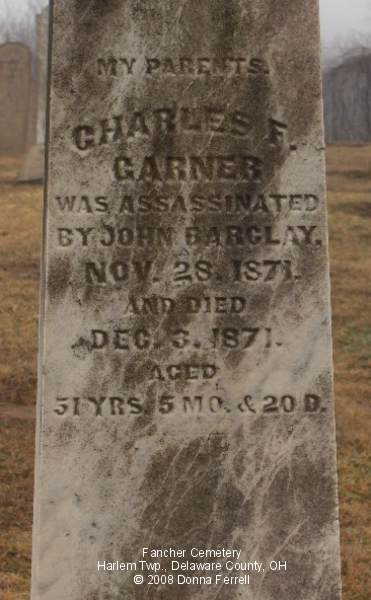 MY PARENTS.
CHARLES F.
GARNER
WAS ASSASSINATED
BY JOHN BARCLAY,
NOV. 28, 1871.
AND DIED
DEC. 3, 1871.
AGED
51 YRS. 5 MO. & 20 D.
Fancher Cemetery
Harlem Twp., Delaware County, OH
© 2008 Donna Ferrell